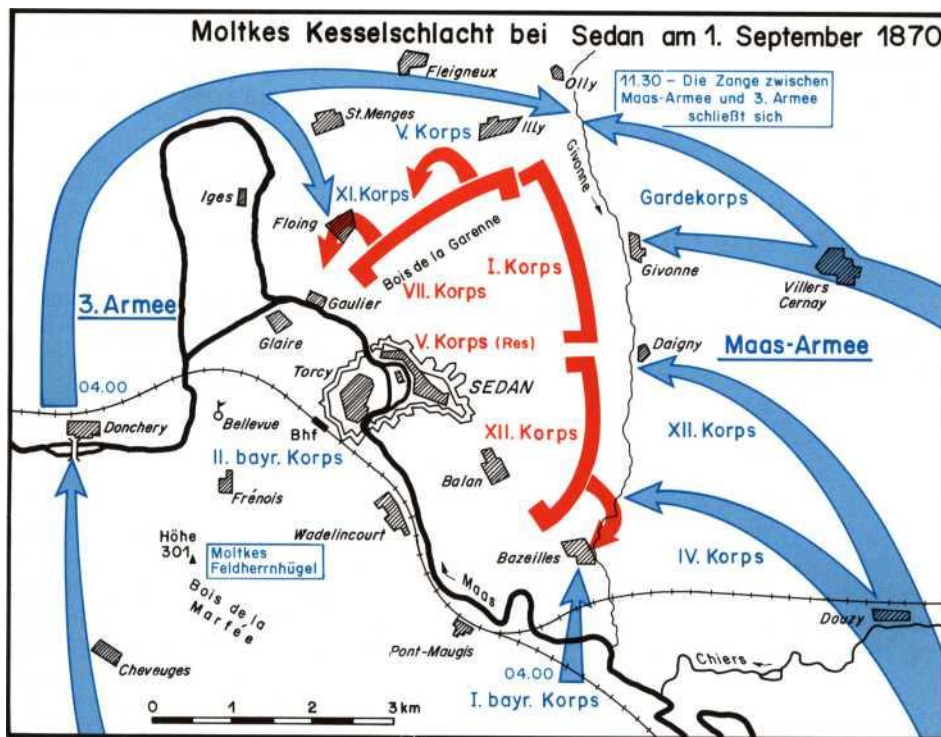 Moltkes Kesselschlacht bei Sedan am 1. September 1870
Fleigneux
Olly
11.30 – Die Zange zwischen
Maas-Armee und 3. Armee
schließt sich
St. Menges
V. Korps
Illy
Givonne
Iges
XI. Korps
Gardekorps
Floing
Bois de la Garenne
I. Korps
Givonne
Villers
Cernay
VII. Korps
3. Armee
Gaulier
Glaire
V. Korps (Res)
Daigny
Maas-Armee
Torcy
SEDAN
04.00
Donchery
Bellevue
Bhf
II. bayr. Korps
XII. Korps
XII. Korps
Balan
Frénois
Wadelincourt
Höhe
301
Moltkes
Feldherrnhügel
Bazeilles
IV. Korps
Bois de la
Marfée
Maas
Douzy
Pont-Maugis
Cheveuges
04.00
Chiers
I. bayr. Korps
0 1 2 3 km